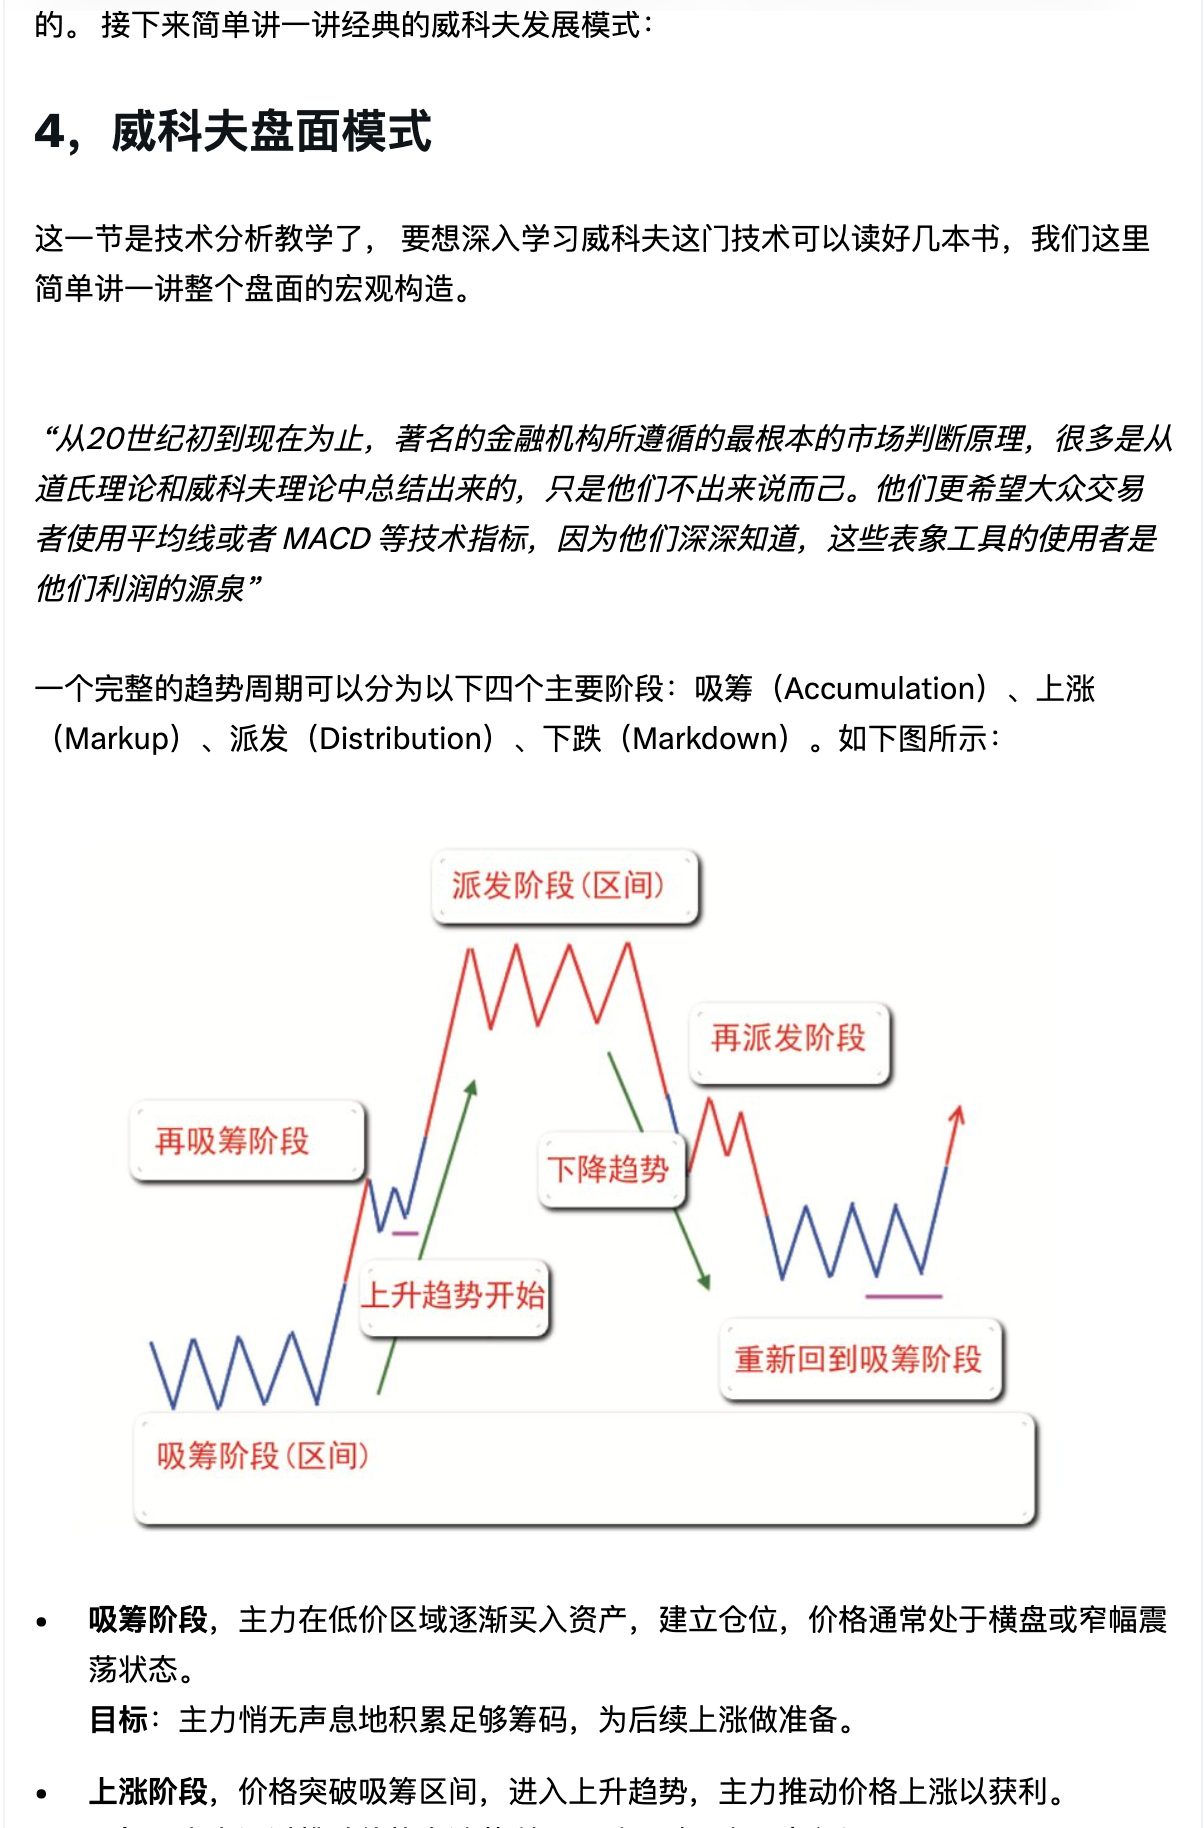 的。 接下来简单讲一讲经典的威科夫发展模式：
4，威科夫盘面模式
这一节是技术分析教学了， 要想深入学习威科夫这门技术可以读好几本书，我们这里
简单讲一讲整个盘面的宏观构造。
“从20世纪初到现在为止，著名的金融机构所遵循的最根本的市场判断原理，很多是从
道氏理论和威科夫理论中总结出来的，只是他们不出来说而己。他们更希望大众交易
者使用平均线或者 MACD 等技术指标，因为他们深深知道，这些表象工具的使用者是
他们利润的源泉”
一个完整的趋势周期可以分为以下四个主要阶段：吸筹（Accumulation）、上涨
（Markup）、派发（Distribution）、下跌（Markdown）。如下图所示：
派发阶段(区间)
再派发阶段
再吸筹阶段
下降趋势
上升趋势开始
重新回到吸筹阶段
吸筹阶段(区间)
• 吸筹阶段，主力在低价区域逐渐买入资产，建立仓位，价格通常处于横盘或窄幅震
荡状态。
目标：主力悄无声息地积累足够筹码，为后续上涨做准备。
• 上涨阶段，价格突破吸筹区间，进入上升趋势，主力推动价格上涨以获利。